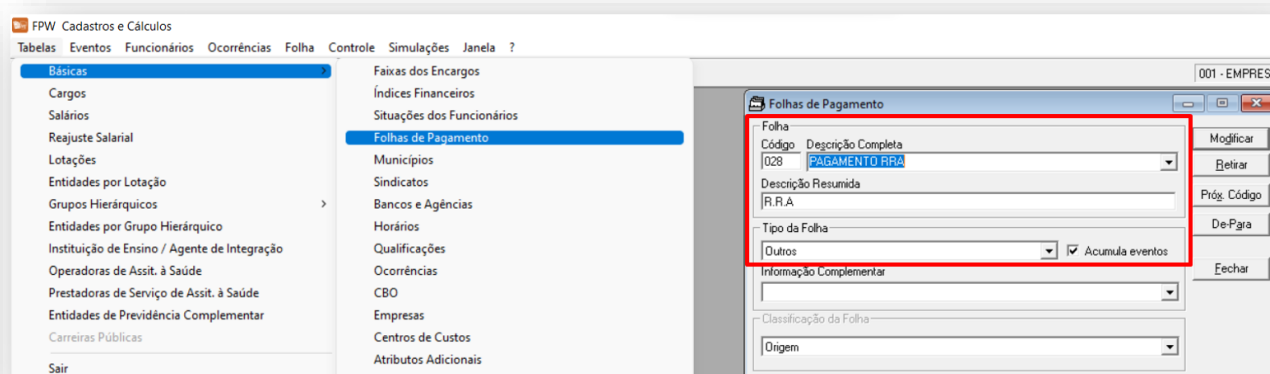 FPW Cadastros e Cálculos
Tabelas Eventos Funcionários Ocorrências Folha Controle Simulações Janela ?
Básicas
Cargos
Salários
Reajuste Salarial
Lotações
Entidades por Lotação
Grupos Hierárquicos
Entidades por Grupo Hierárquico
Instituição de Ensino / Agente de Integração
Operadoras de Assit. à Saúde
Prestadoras de Serviço de Assit. à Saúde
Entidades de Previdência Complementar
Carreiras Públicas
Sair
Faixas dos Encargos
Índices Financeiros
Situações dos Funcionários
Folhas de Pagamento
Municípios
Sindicatos
Bancos e Agências
Horários
Qualificações
Ocorrências
CBO
Empresas
Centros de Custos
Atributos Adicionais
001 - EMPRES
Folhas de Pagamento
Folha
Código Descrição Completa
028 PAGAMENTO RRA
Descrição Resumida
R.R.A
Tipo da Folha
Outros Acumula eventos
Informação Complementar
Classificação da Folha
Origem
Modificar
Retirar
Próx. Código
De-Para
Fechar